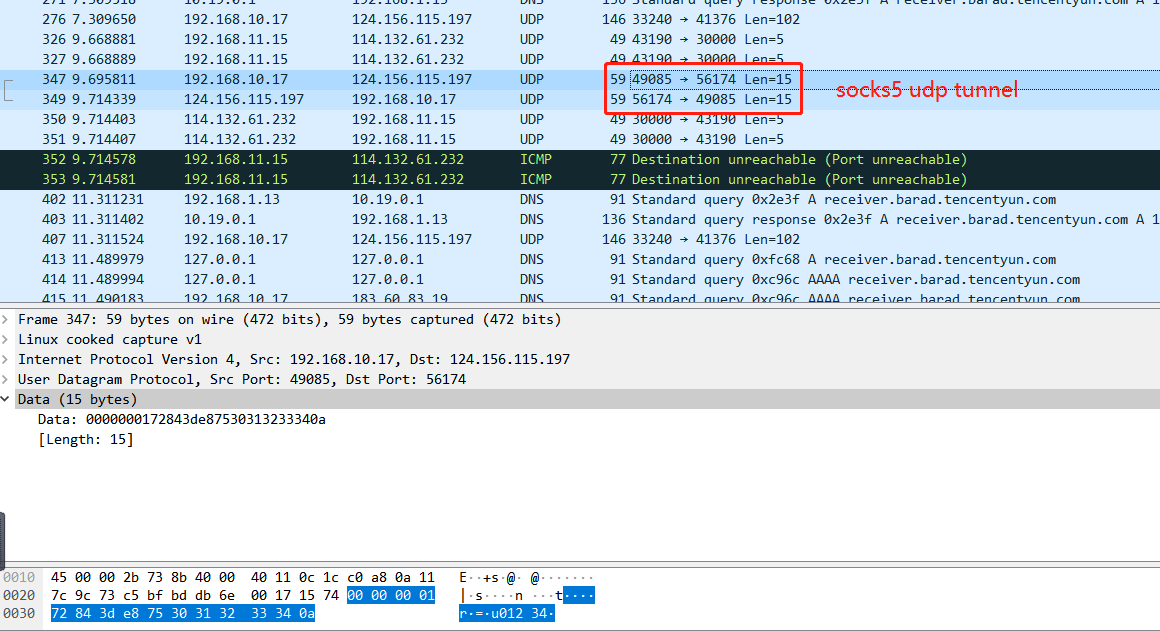 271 7.309518 10.19.0.1 192.168.1.13 DNS 136 Standard query response 0x2e3f A receiver.barad.tencentyun.com A 1
276 7.309650 192.168.10.17 124.156.115.197 UDP 146 33240 → 41376 Len=102
326 9.668881 192.168.11.15 114.132.61.232 UDP 49 43190 → 30000 Len=5
327 9.668889 192.168.11.15 114.132.61.232 UDP 49 43190 → 30000 Len=5
347 9.695811 192.168.10.17 124.156.115.197 UDP 59 49085 → 56174 Len=15
socks5 udp tunnel
349 9.714339 124.156.115.197 192.168.10.17 UDP 59 56174 → 49085 Len=15
350 9.714403 114.132.61.232 192.168.11.15 UDP 49 30000 → 43190 Len=5
351 9.714407 114.132.61.232 192.168.11.15 UDP 49 30000 → 43190 Len=5
352 9.714578 192.168.11.15 114.132.61.232 ICMP 77 Destination unreachable (Port unreachable)
353 9.714581 192.168.11.15 114.132.61.232 ICMP 77 Destination unreachable (Port unreachable)
402 11.311231 192.168.1.13 10.19.0.1 DNS 91 Standard query 0x2e3f A receiver.barad.tencentyun.com
403 11.311402 10.19.0.1 192.168.1.13 DNS 136 Standard query response 0x2e3f A receiver.barad.tencentyun.com A 1
407 11.311524 192.168.10.17 124.156.115.197 UDP 146 33240 → 41376 Len=102
413 11.489979 127.0.0.1 127.0.0.1 DNS 91 Standard query 0xfc68 A receiver.barad.tencentyun.com
414 11.489994 127.0.0.1 127.0.0.1 DNS 91 Standard query 0xc96c AAAA receiver.barad.tencentyun.com
415 11.490183 192.168.10.17 183.60.83.19 DNS 91 Standard query 0xc96c AAAA receiver.barad.tencentyun.com
Frame 347: 59 bytes on wire (472 bits), 59 bytes captured (472 bits)
Linux cooked capture v1
Internet Protocol Version 4, Src: 192.168.10.17, Dst: 124.156.115.197
User Datagram Protocol, Src Port: 49085, Dst Port: 56174
Data (15 bytes)
Data: 0000000172843de87530313233340a
[Length: 15]
0010 45 00 00 2b 73 8b 40 00 40 11 0c 1c c0 a8 0a 11 E··+s·@· @·······
0020 7c 9c 73 c5 bf bd db 6e 00 17 15 74 00 00 00 01 |·s····n ···t····
0030 72 84 3d e8 75 30 31 32 33 34 0a r·=·u012 34·